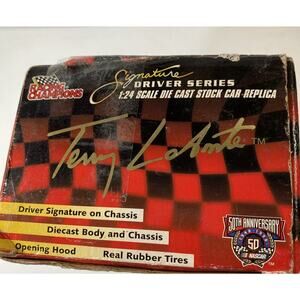 RACING
CHAMPIONS
Signature
DRIVER SERIES
1:24 SCALE DIE CAST STOCK CAR REPLICA
Terry Labonte™
Driver Signature on Chassis
Diecast Body and Chassis
Opening Hood
Real Rubber Tires
50TH ANNIVERSARY
50
NASCAR